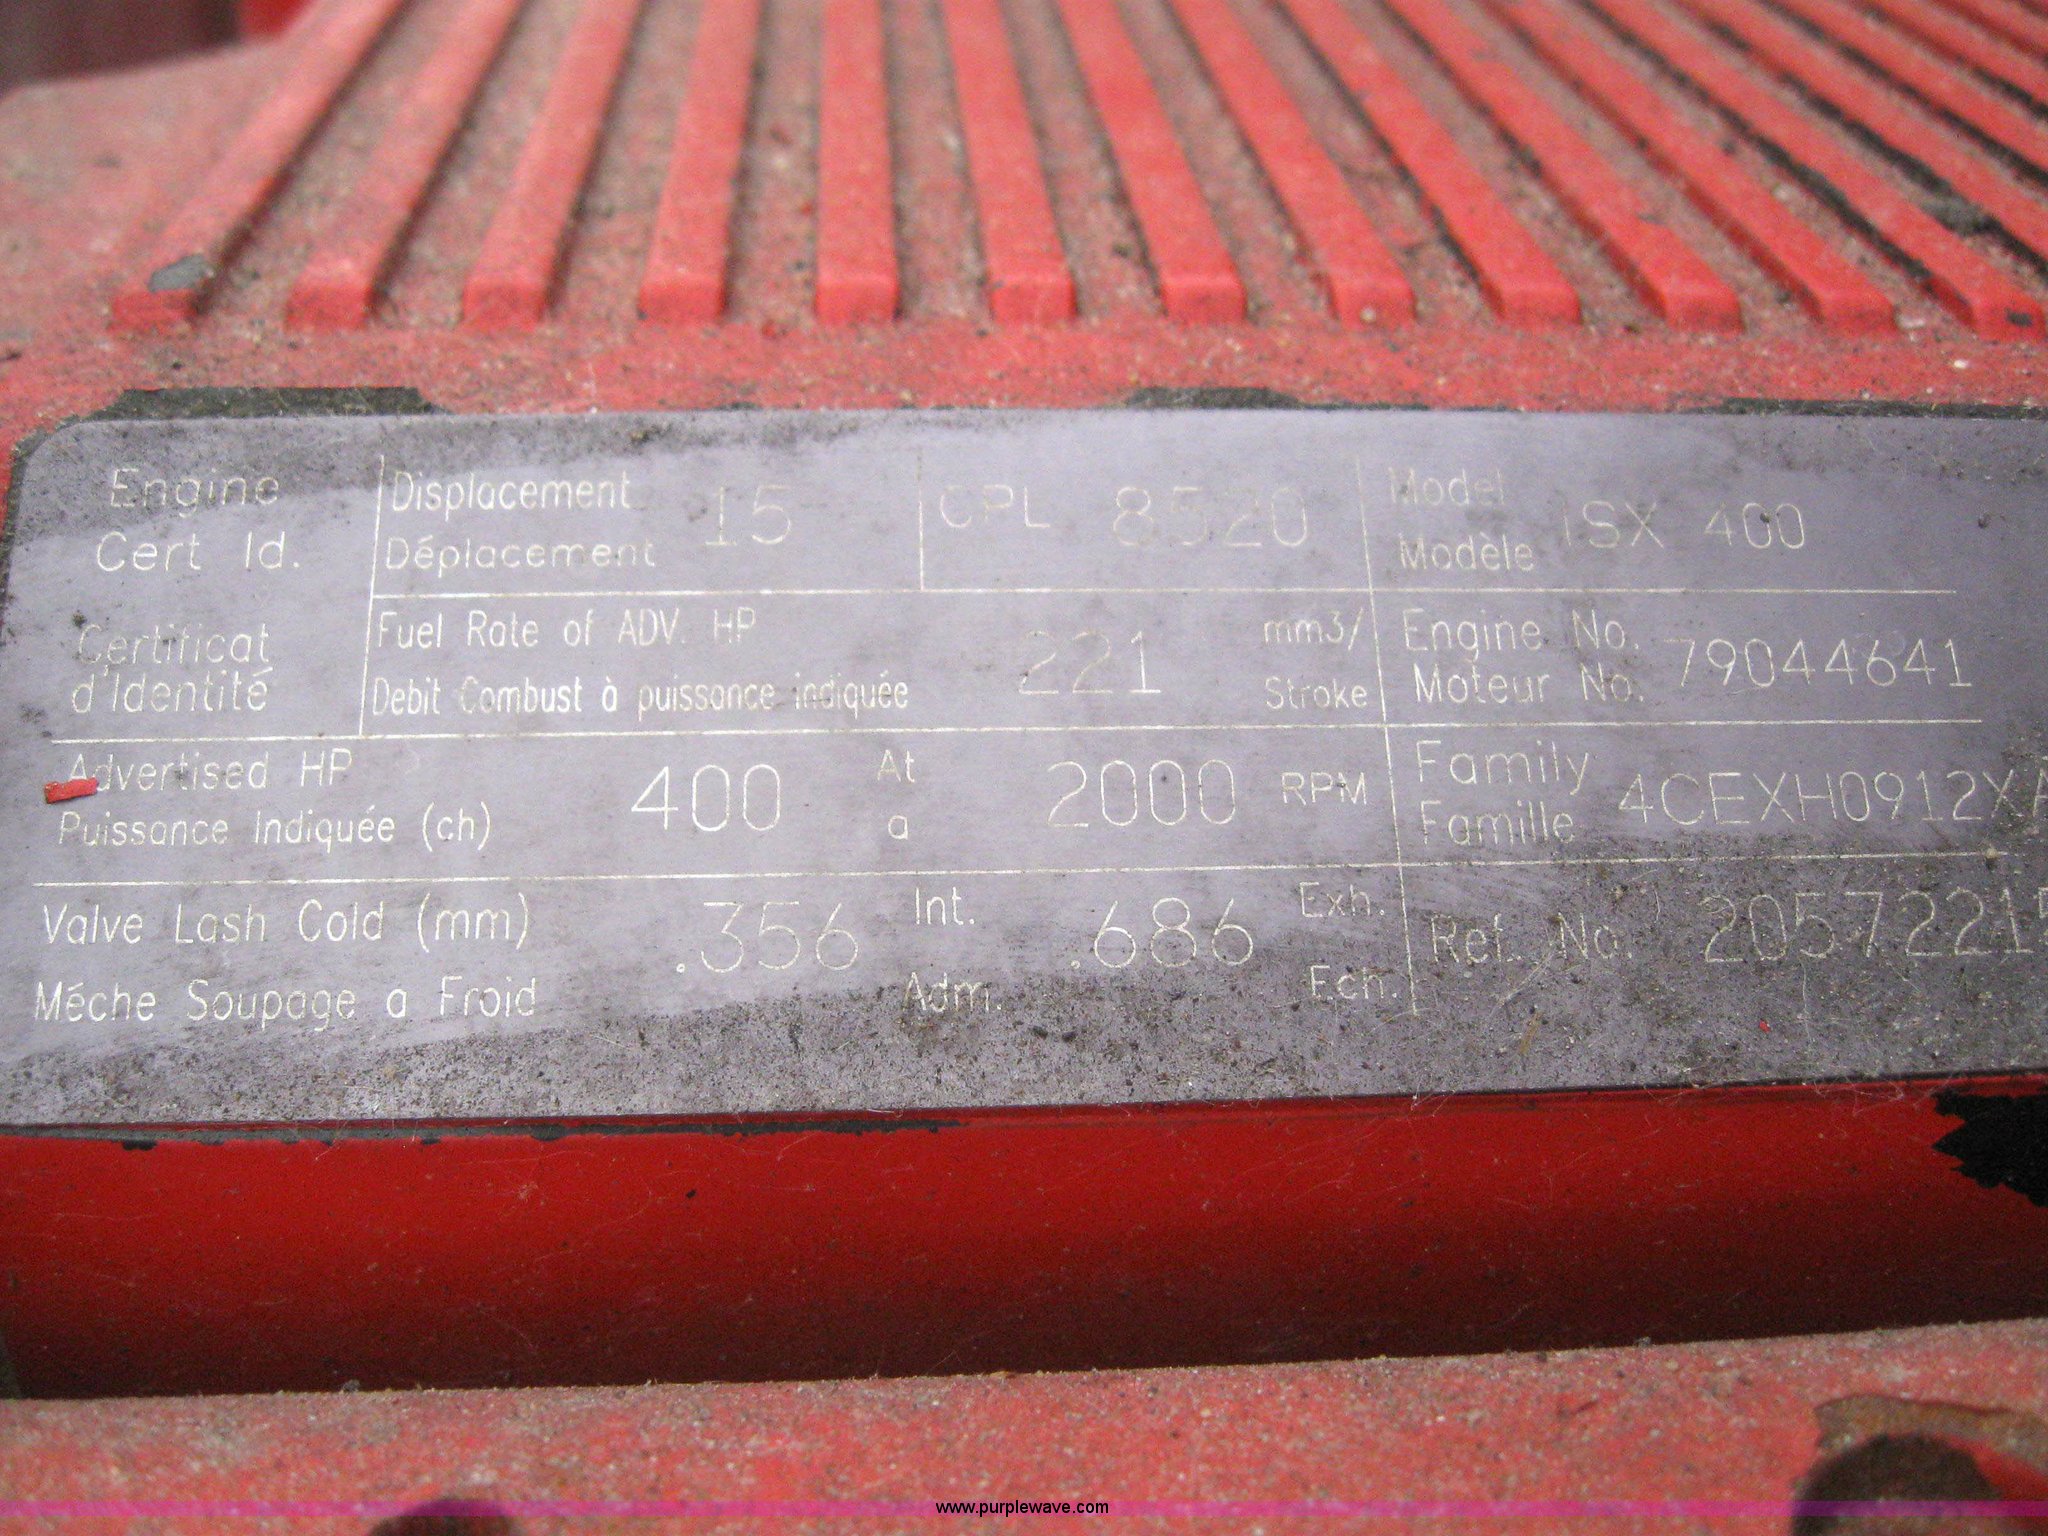 Engine
Cert Id.
Certificat
d'Identité
Displacement
Déplacement
15
CPL 8520
Model
Modèle
ISX 400
Fuel Rate of ADV. HP
Debit Combust à puissance indiquée
221
mm3/
Stroke
Engine No.
Moteur No.
79044641
Advertised HP
Puissance Indiquée (ch)
400
At
a
2000
RPM
Family
Famille
4CEXH0912XA
Valve Lash Cold (mm)
Méche Soupage a Froid
.356
Int.
Adm.
.686
Exh.
Ech.
Ref. No.
20572215
www.purplewave.com